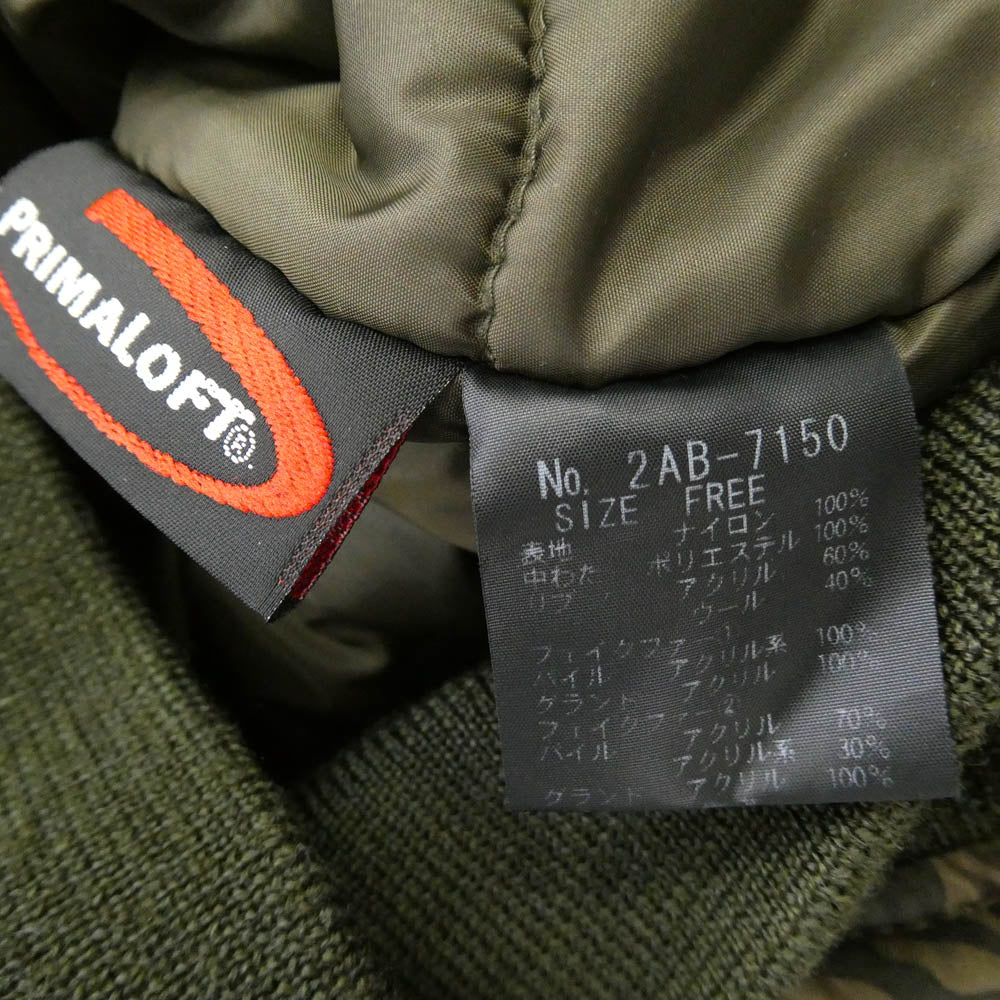 PRIMALOFT®
No. 2AB-7150
SIZE FREE
表地 ナイロン 100%
中わた ポリエステル 100%
リブ アクリル 60%
ウール 40%
フェイクファー1
パイル アクリル系 100%
グランド アクリル 100%
フェイクファー2
パイル アクリル 70%
アクリル系 30%
グランド アクリル 100%